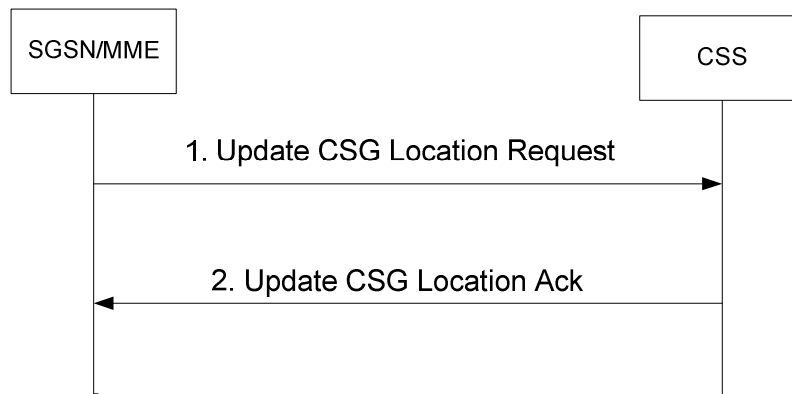 SGSN/MME
CSS
1. Update CSG Location Request
2. Update CSG Location Ack